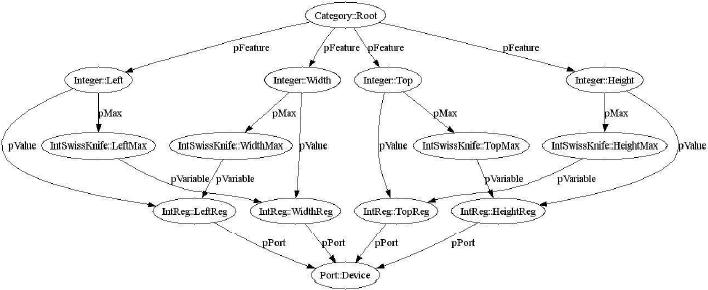 Category::Root
pFeature pFeature pFeature pFeature
Integer::Left Integer::Width Integer::Top Integer::Height
pMax pMax pMax pMax
pValue IntSwissKnife::LeftMax IntSwissKnife::WidthMax pValue pValue IntSwissKnife::TopMax IntSwissKnife::HeightMax pValue
pVariable pVariable pVariable pVariable
IntReg::LeftReg IntReg::WidthReg IntReg::TopReg IntReg::HeightReg
pPort pPort pPort pPort
Port::Device